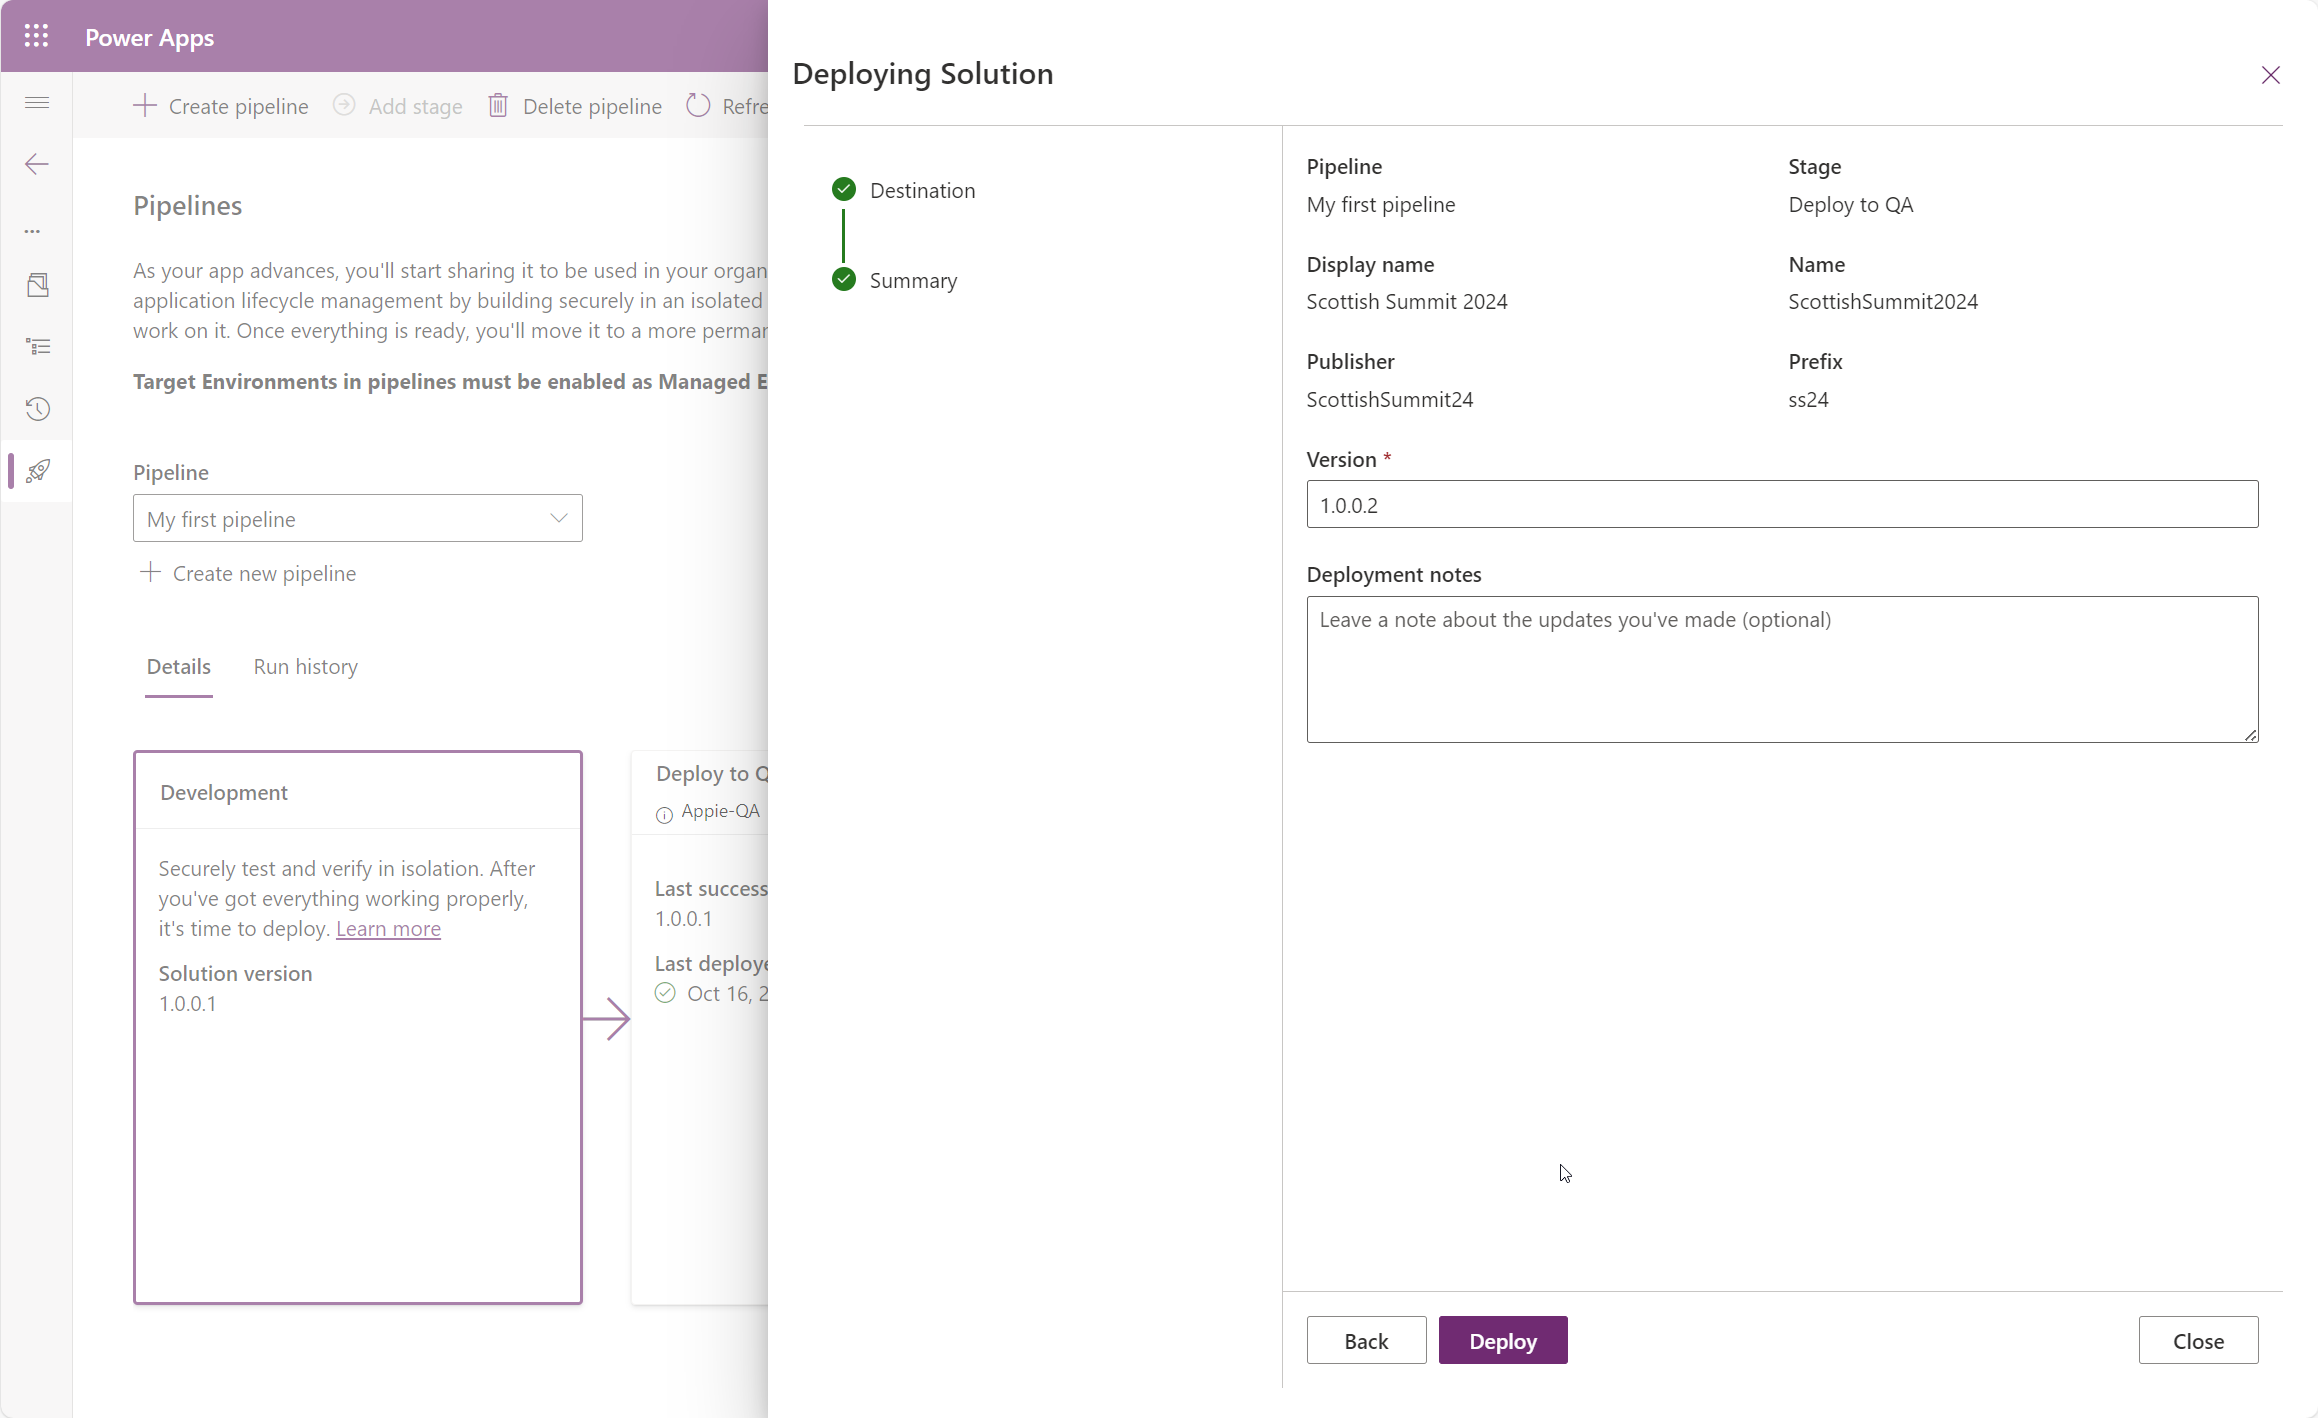 Power Apps
Create pipeline
Add stage
Delete pipeline
Refre
Pipelines
As your app advances, you'll start sharing it to be used in your organ
application lifecycle management by building securely in an isolated
work on it. Once everything is ready, you'll move it to a more permar
Target Environments in pipelines must be enabled as Managed E
Pipeline
My first pipeline
Create new pipeline
Details
Run history
Development
Securely test and verify in isolation. After
you've got everything working properly,
it's time to deploy. Learn more
Solution version
1.0.0.1
Deploy to Q
Appie-QA
Last success
1.0.0.1
Last deploye
Oct 16, 2
Deploying Solution
Destination
Summary
Pipeline
My first pipeline
Stage
Deploy to QA
Display name
Scottish Summit 2024
Name
ScottishSummit2024
Publisher
ScottishSummit24
Prefix
ss24
Version *
1.0.0.2
Deployment notes
Leave a note about the updates you've made (optional)
Back
Deploy
Close